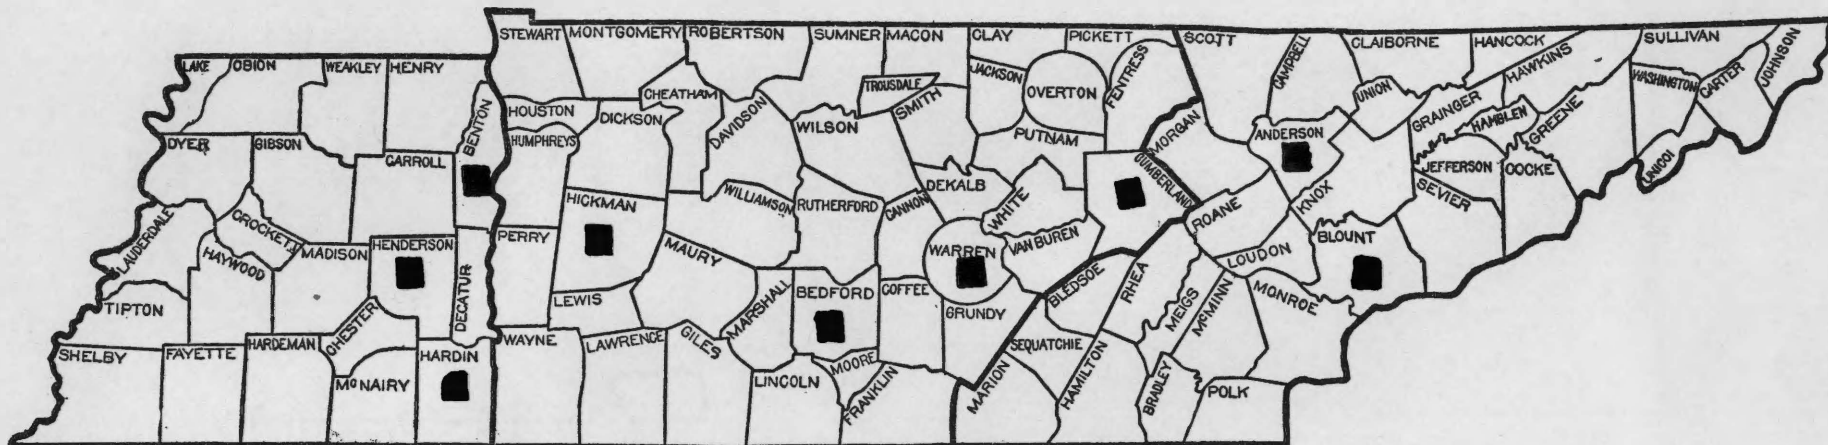 STEWART
MONTGOMERY
ROBERTSON
SUMNER
MACON
CLAY
PICKETT
SCOTT
CAMPBELL
CLAIBORNE
HANCOCK
HAWKINS
SULLIVAN
JOHNSON
LAKE
OBION
WEAKLEY
HENRY
BENTON
HOUSTON
HUMPHREYS
DICKSON
CHEATHAM
DAVIDSON
WILSON
TROUSDALE
SMITH
JACKSON
OVERTON
FENTRESS
PUTNAM
MORGAN
ANDERSON
UNION
GRAINGER
HAMBLEN
GREENE
WASHINGTON
CARTER
UNICOI
DYER
GIBSON
CARROLL
HICKMAN
WILLIAMSON
RUTHERFORD
CANNON
DEKALB
WHITE
CUMBERLAND
ROANE
KNOX
JEFFERSON
COCKE
SEVIER
LAUDERDALE
CROCKETT
HAYWOOD
MADISON
HENDERSON
DECATUR
PERRY
MAURY
WARREN
VAN BUREN
BLEDSOE
RHEA
MEIGS
McMINN
LOUDON
BLOUNT
MONROE
TIPTON
LEWIS
MARSHALL
BEDFORD
COFFEE
GRUNDY
SEQUATCHIE
SHELBY
FAYETTE
HARDEMAN
CHESTER
McNAIRY
HARDIN
WAYNE
LAWRENCE
GILES
LINCOLN
MOORE
FRANKLIN
MARION
HAMILTON
BRADLEY
POLK